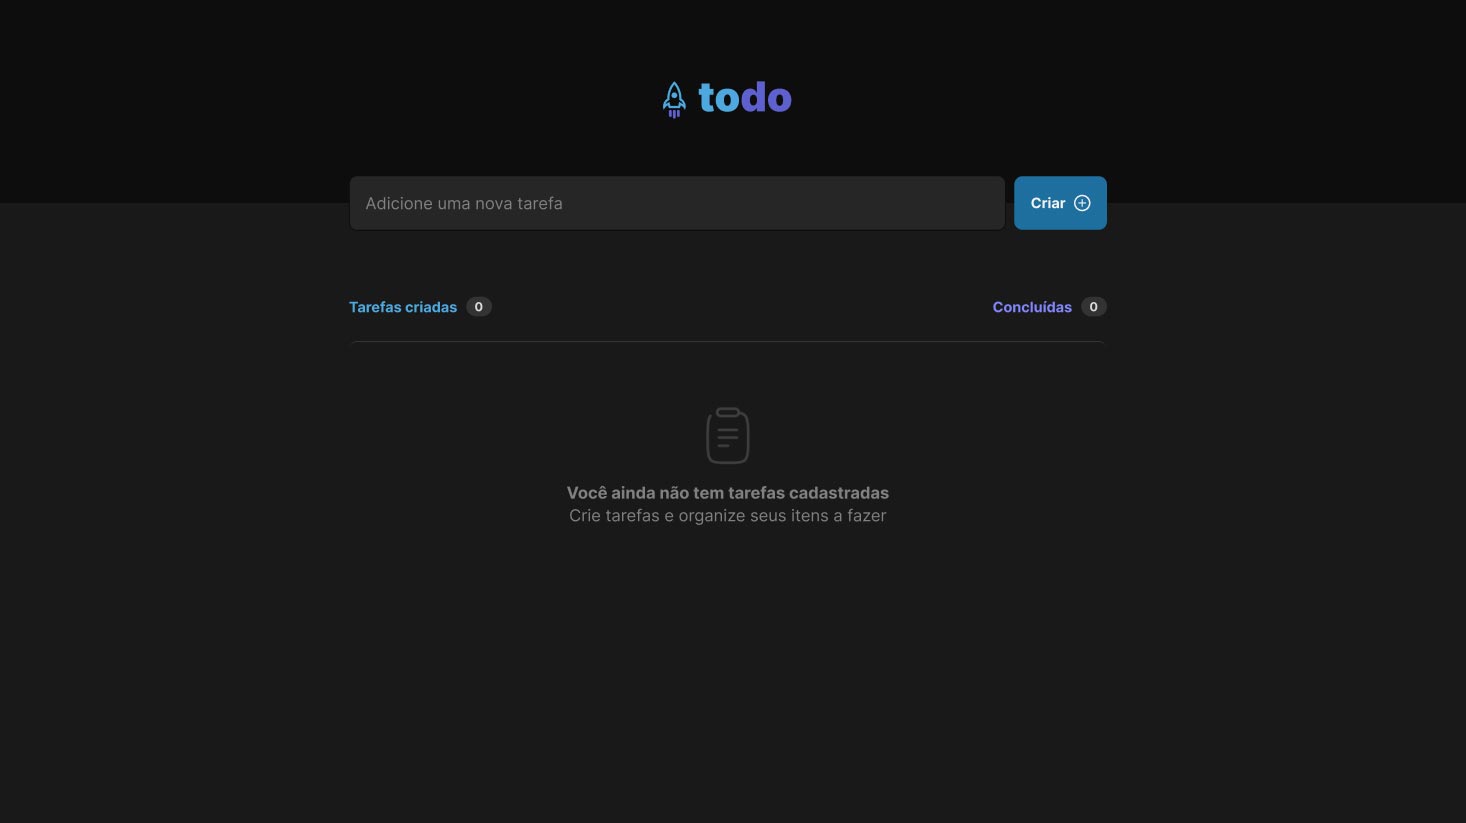 todo
Adicione uma nova tarefa
Criar
Tarefas criadas 0
Concluídas 0
Você ainda não tem tarefas cadastradas
Crie tarefas e organize seus itens a fazer